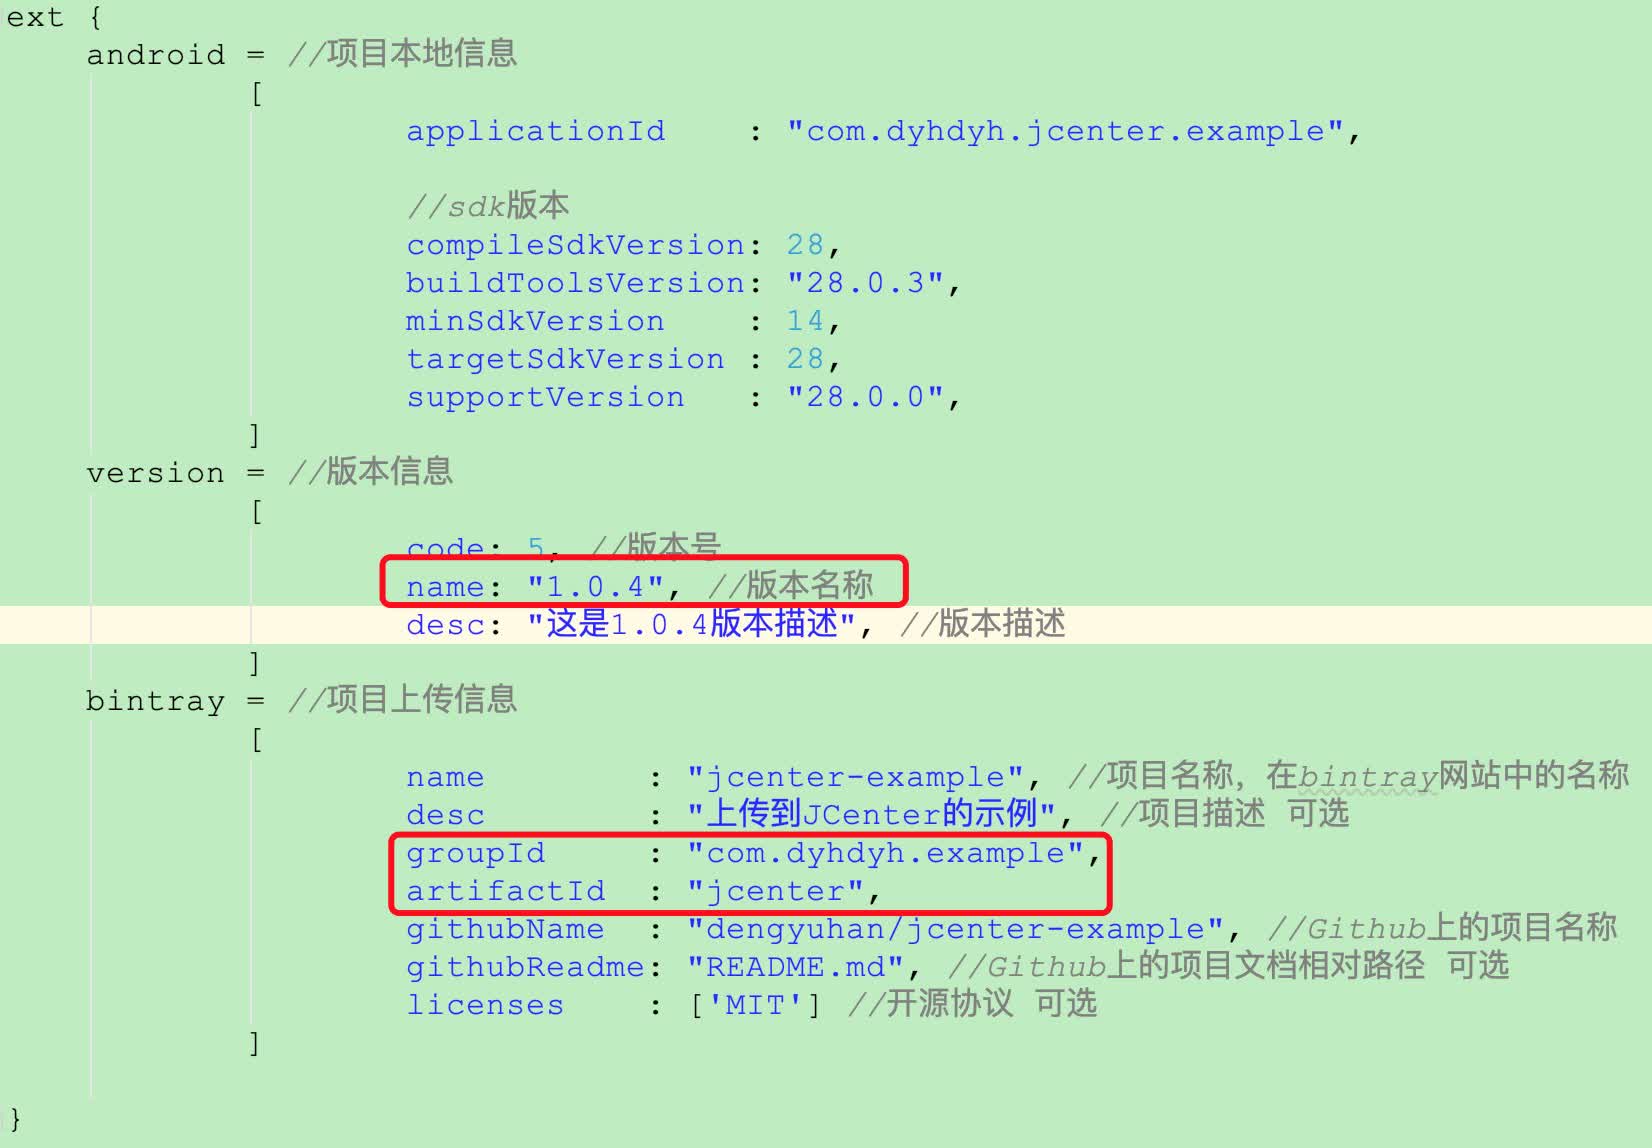 ext {
android = //项目本地信息
[
applicationId : "com.dyhdyh.jcenter.example",
//sdk版本
compileSdkVersion: 28,
buildToolsVersion: "28.0.3",
minSdkVersion : 14,
targetSdkVersion : 28,
supportVersion : "28.0.0",
]
version = //版本信息
[
code: 5, //版本号
name: "1.0.4", //版本名称
desc: "这是1.0.4版本描述", //版本描述
]
bintray = //项目上传信息
[
name : "jcenter-example", //项目名称，在bintray网站中的名称
desc : "上传到JCenter的示例", //项目描述 可选
groupId : "com.dyhdyh.example",
artifactId : "jcenter",
githubName : "dengyuhan/jcenter-example", //Github上的项目名称
githubReadme: "README.md", //Github上的项目文档相对路径 可选
licenses : ['MIT'] //开源协议 可选
]
}